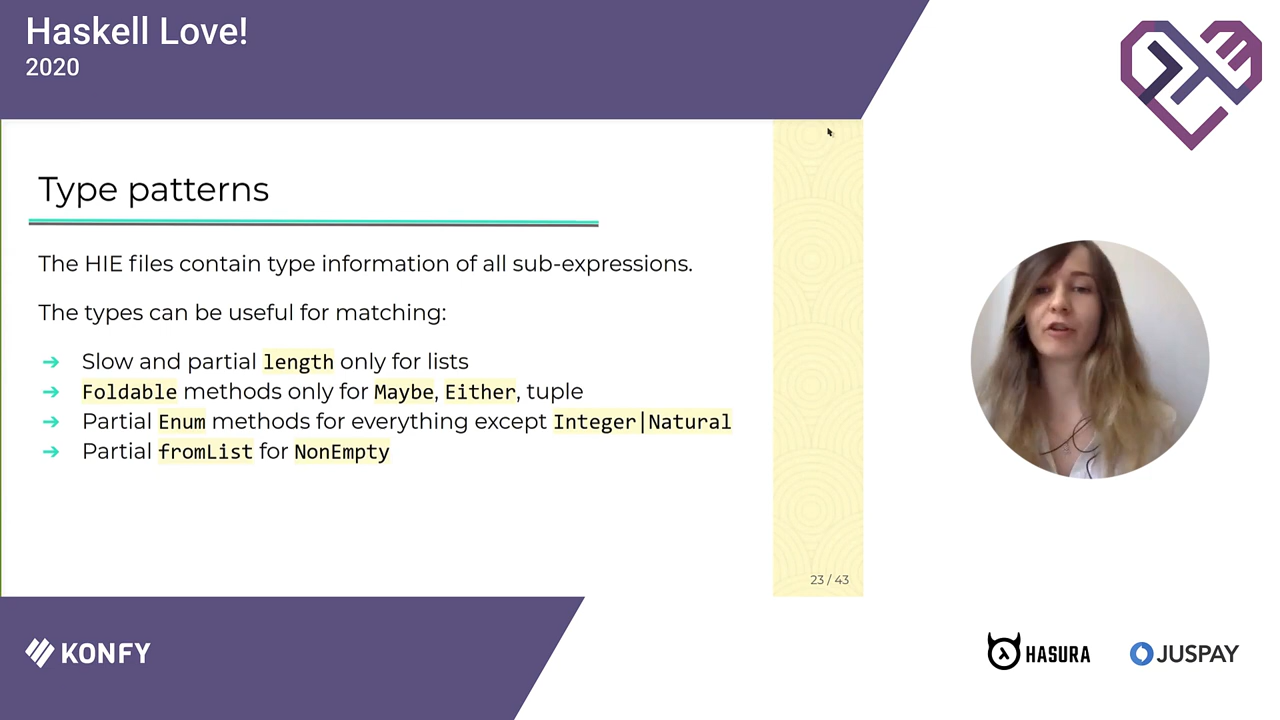 Haskell Love!
2020
Type patterns
The HIE files contain type information of all sub-expressions.
The types can be useful for matching:
➔ Slow and partial length only for lists
➔ Foldable methods only for Maybe, Either, tuple
➔ Partial Enum methods for everything except Integer|Natural
➔ Partial fromList for NonEmpty
23 / 43
KONFY
HASURA
JUSPAY